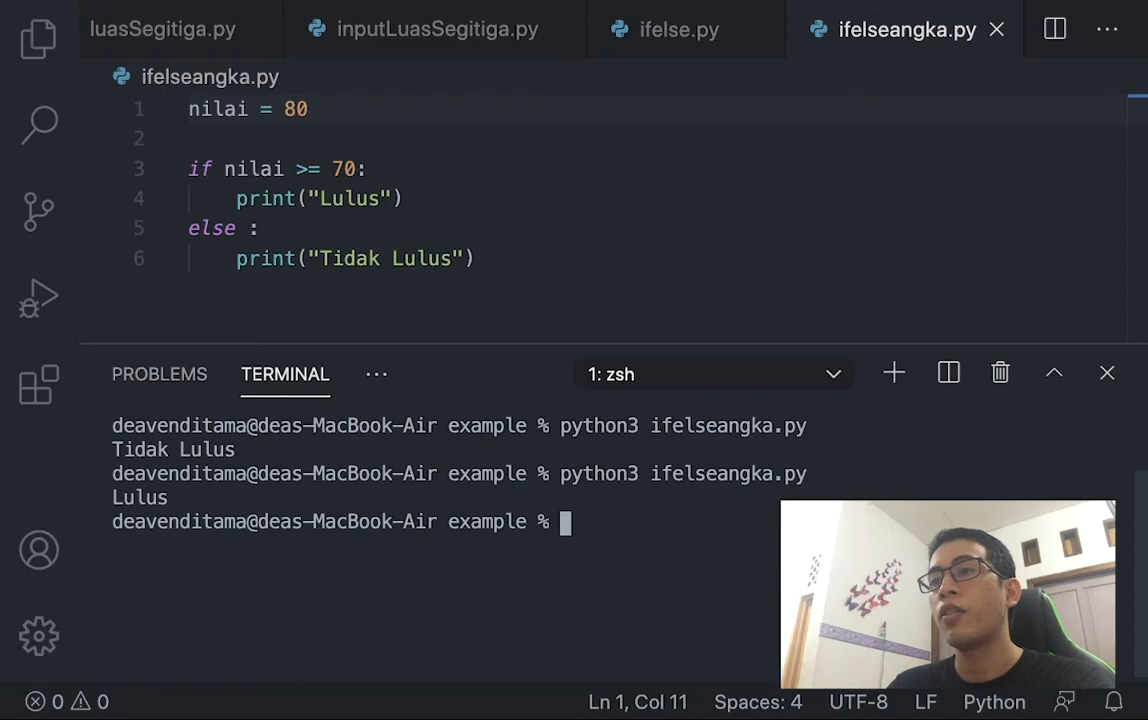 luasSegitiga.py inputLuasSegitiga.py ifelse.py ifelseangka.py
ifelseangka.py
1 nilai = 80
2
3 if nilai >= 70:
4 print("Lulus")
5 else :
6 print("Tidak Lulus")
PROBLEMS TERMINAL ··· 1: zsh
deavenditama@deas-MacBook-Air example % python3 ifelseangka.py
Tidak Lulus
deavenditama@deas-MacBook-Air example % python3 ifelseangka.py
Lulus
deavenditama@deas-MacBook-Air example %
0 0 Ln 1, Col 11 Spaces: 4 UTF-8 LF Python